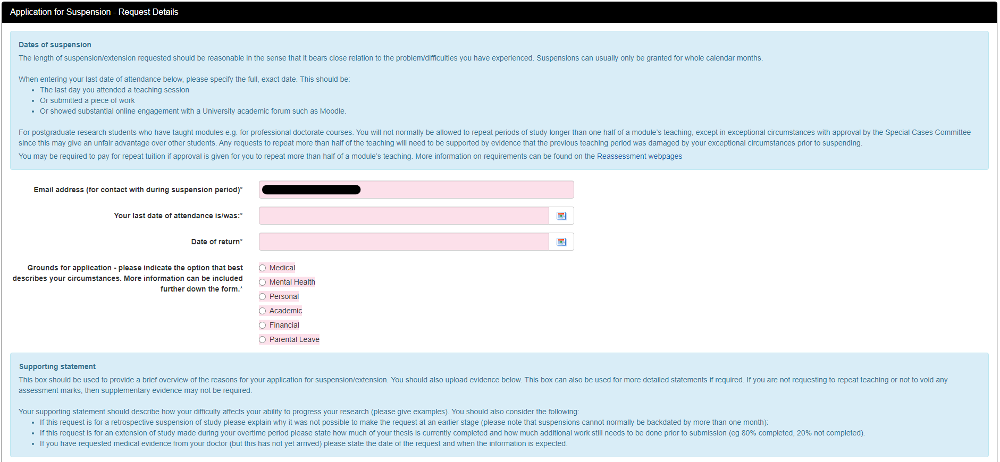 Application for Suspension - Request Details
Dates of suspension
The length of suspension/extension requested should be reasonable in the sense that it bears close relation to the problem/difficulties you have experienced. Suspensions can usually only be granted for whole calendar months.
When entering your last date of attendance below, please specify the full, exact date. This should be:
• The last day you attended a teaching session
• Or submitted a piece of work
• Or showed substantial online engagement with a University academic forum such as Moodle.
For postgraduate research students who have taught modules e.g. for professional doctorate courses. You will not normally be allowed to repeat periods of study longer than one half of a module’s teaching, except in exceptional circumstances with approval by the Special Cases Committee
since this may give an unfair advantage over other students. Any requests to repeat more than half of the teaching will need to be supported by evidence that the previous teaching period was damaged by your exceptional circumstances prior to suspending.
You may be required to pay for repeat tuition if approval is given for you to repeat more than half of a module’s teaching. More information on requirements can be found on the Reassessment webpages
Email address (for contact with during suspension period)*
Your last date of attendance is/was:*
Date of return*
Grounds for application - please indicate the option that best
describes your circumstances. More information can be included
further down the form.*
Medical
Mental Health
Personal
Academic
Financial
Parental Leave
Supporting statement
This box should be used to provide a brief overview of the reasons for your application for suspension/extension. You should also upload evidence below. This box can also be used for more detailed statements if required. If you are not requesting to repeat teaching or not to void any
assessment marks, then supplementary evidence may not be required.
Your supporting statement should describe how your difficulty affects your ability to progress your research (please give examples). You should also consider the following:
• If this request is for a retrospective suspension of study please explain why it was not possible to make the request at an earlier stage (please note that suspensions cannot normally be backdated by more than one month):
• If this request is for an extension of study made during your overtime period please state how much of your thesis is currently completed and how much additional work still needs to be done prior to submission (eg 80% completed, 20% not completed).
• If you have requested medical evidence from your doctor (but this has not yet arrived) please state the date of the request and when the information is expected.